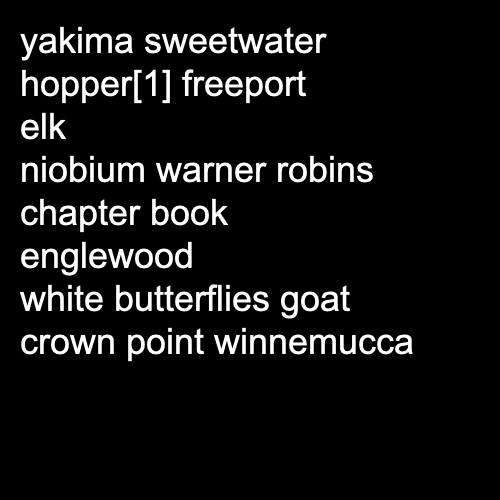 yakima sweetwater
hopper[1] freeport
elk
niobium warner robins
chapter book
englewood
white butterflies goat
crown point winnemucca